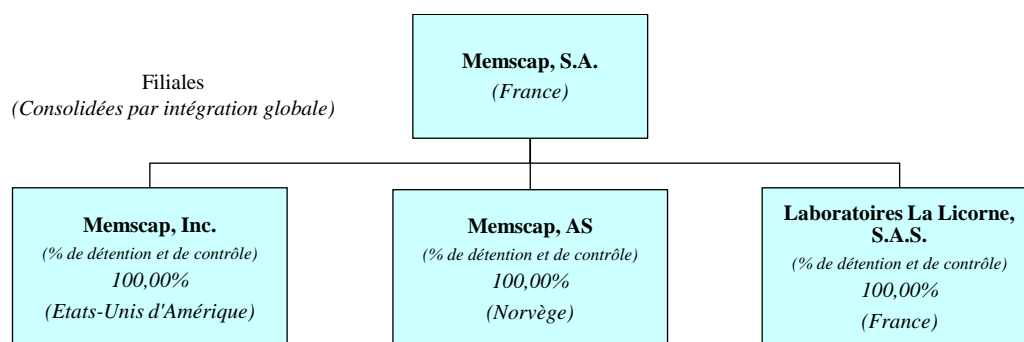 Memscap, S.A.
(France)
Filiales
(Consolidées par intégration globale)
Memscap, Inc.
(% de détention et de contrôle)
100,00%
(Etats-Unis d'Amérique)
Memscap, AS
(% de détention et de contrôle)
100,00%
(Norvège)
Laboratoires La Licorne,
S.A.S.
(% de détention et de contrôle)
100,00%
(France)